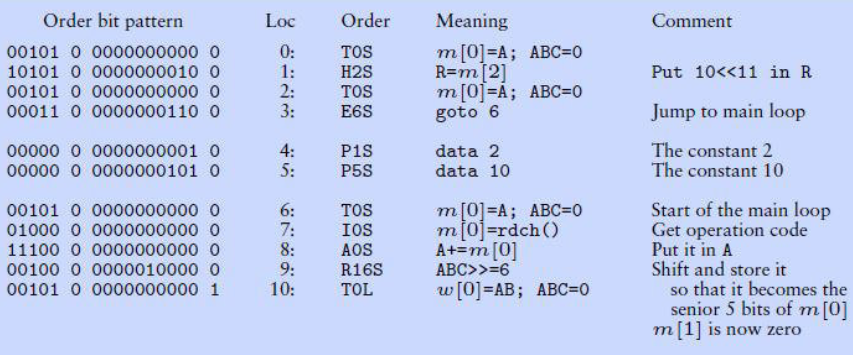 Order bit pattern Loc Order Meaning Comment
00101 0 0000000000 0 0: T0S m[0]=A; ABC=0
10101 0 0000000010 0 1: H2S R=m[2] Put 10<<11 in R
00101 0 0000000000 0 2: T0S m[0]=A; ABC=0
00011 0 0000000110 0 3: E6S goto 6 Jump to main loop
00000 0 0000000001 0 4: P1S data 2 The constant 2
00000 0 0000000101 0 5: P5S data 10 The constant 10
00101 0 0000000000 0 6: T0S m[0]=A; ABC=0 Start of the main loop
01000 0 0000000000 0 7: I0S m[0]=rdch() Get operation code
11100 0 0000000000 0 8: A0S A+=m[0] Put it in A
00100 0 0000010000 0 9: R16S ABC>>=6 Shift and store it
00101 0 0000000000 1 10: T0L w[0]=AB; ABC=0 so that it becomes the
senior 5 bits of m[0]
m[1] is now zero